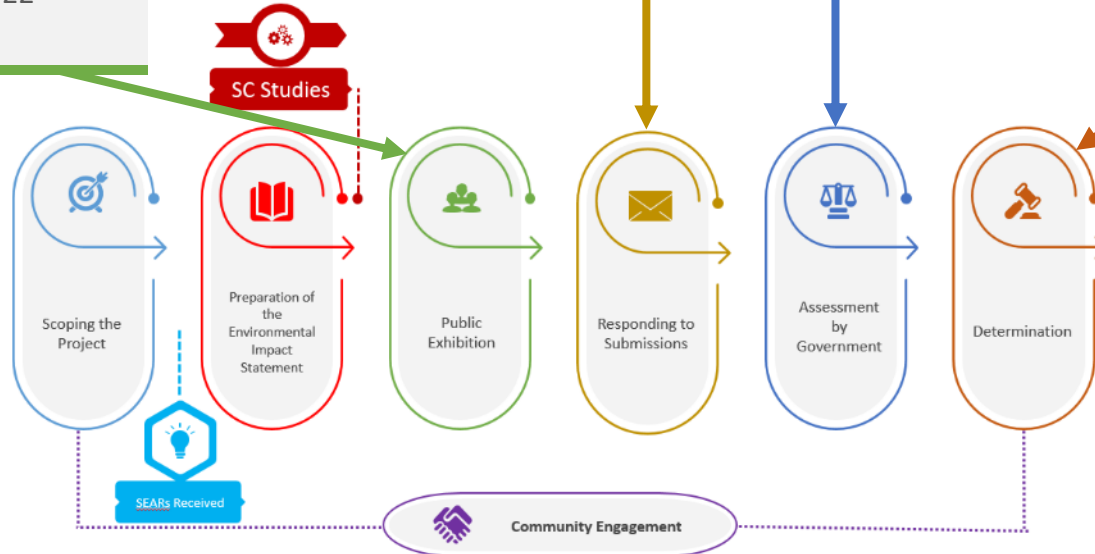 SC Studies
Scoping the
Project
Preparation of
the
Environmental
Impact
Statement
Public
Exhibition
Responding to
Submissions
Assessment
by
Government
Determination
SEARs Received
Community Engagement